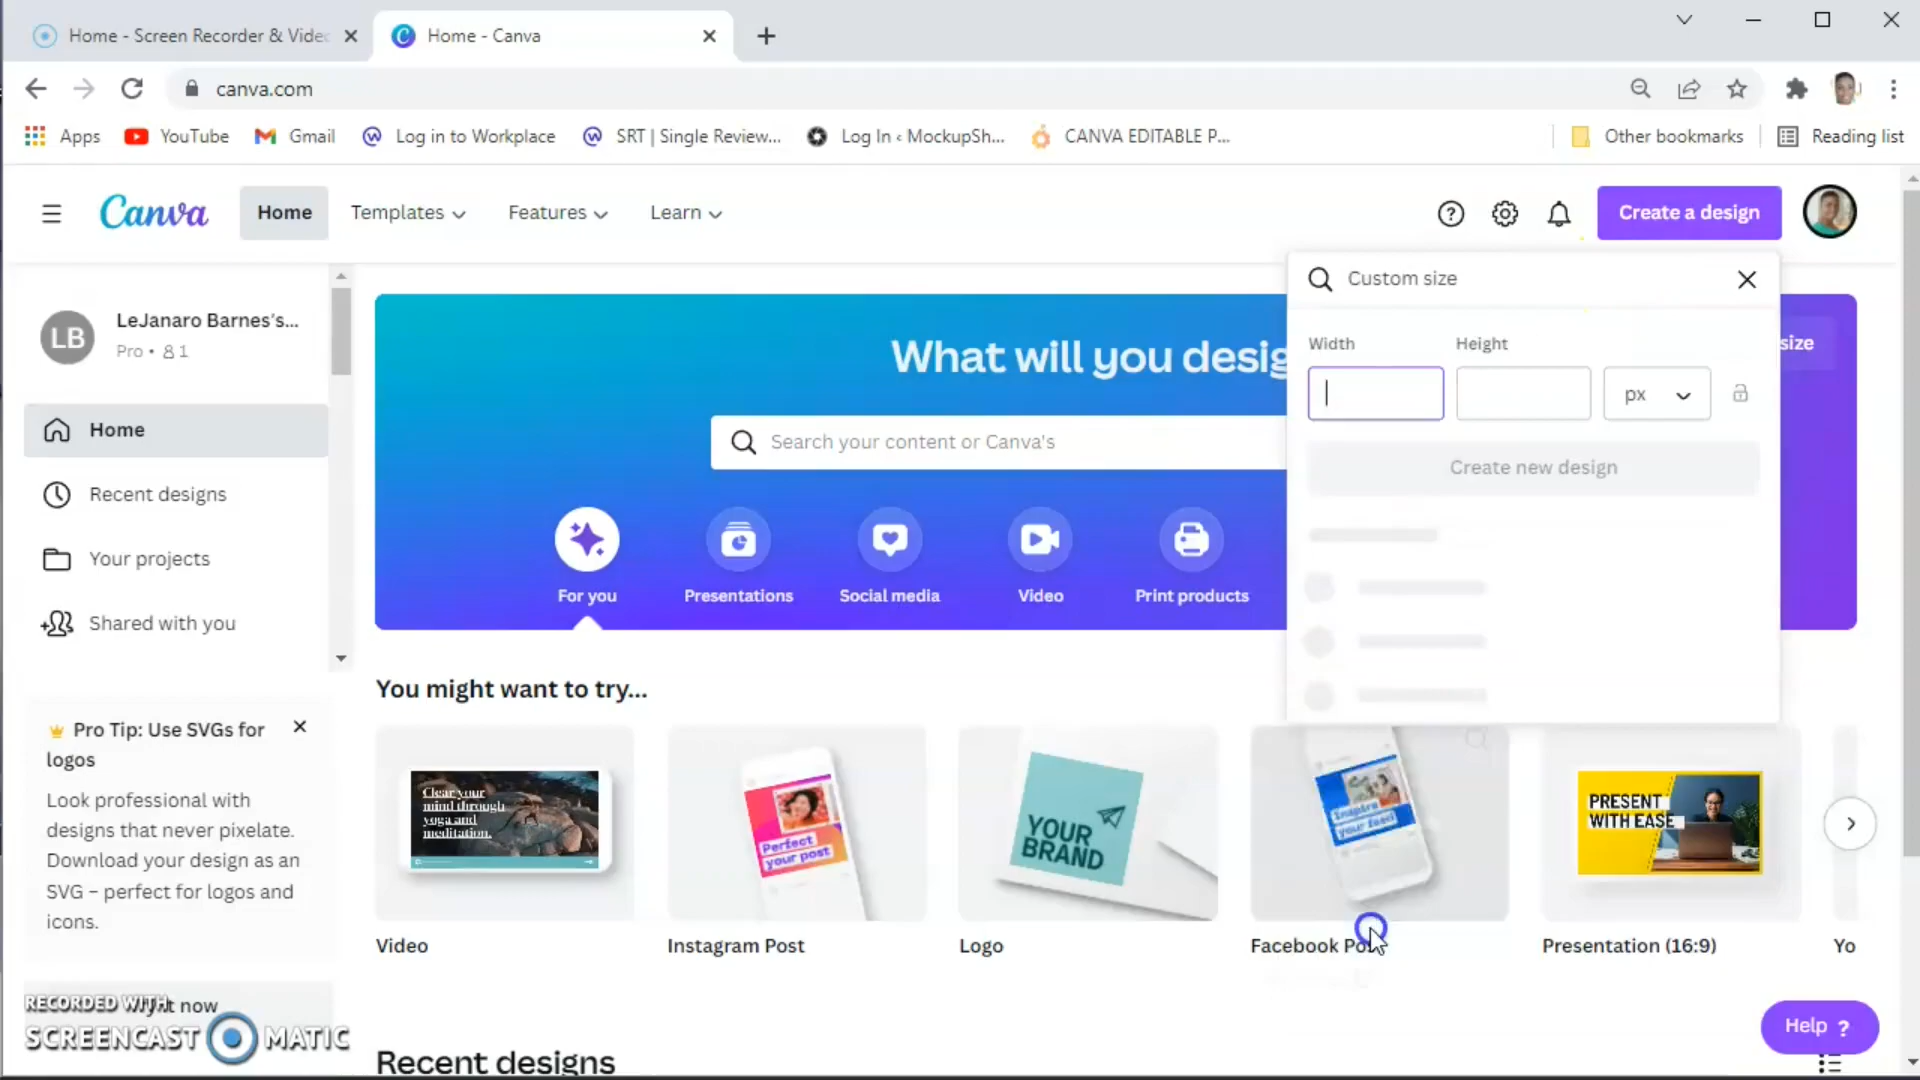 Home - Screen Recorder & Vide
Home - Canva
canva.com
Apps
YouTube
Gmail
Log in to Workplace
SRT | Single Review...
Log In ‹ MockupSh...
CANVA EDITABLE P...
Other bookmarks
Reading list
Canva
Home
Templates
Features
Learn
Create a design
LB
LeJanaro Barnes's...
Pro • 1
Home
Recent designs
Your projects
Shared with you
Pro Tip: Use SVGs for
logos
Look professional with
designs that never pixelate.
Download your design as an
SVG – perfect for logos and
icons.
What will you desig
size
Search your content or Canva's
For you
Presentations
Social media
Video
Print products
Custom size
Width
Height
px
Create new design
You might want to try...
Clear your
mind through
yoga and
meditation.
Perfect
your post
YOUR
BRAND
Inspire
your feed
PRESENT
WITH EASE
Video
Instagram Post
Logo
Facebook Po
Presentation (16:9)
Yo
RECORDED WITH
now
SCREENCAST MATIC
Recent designs
Help ?